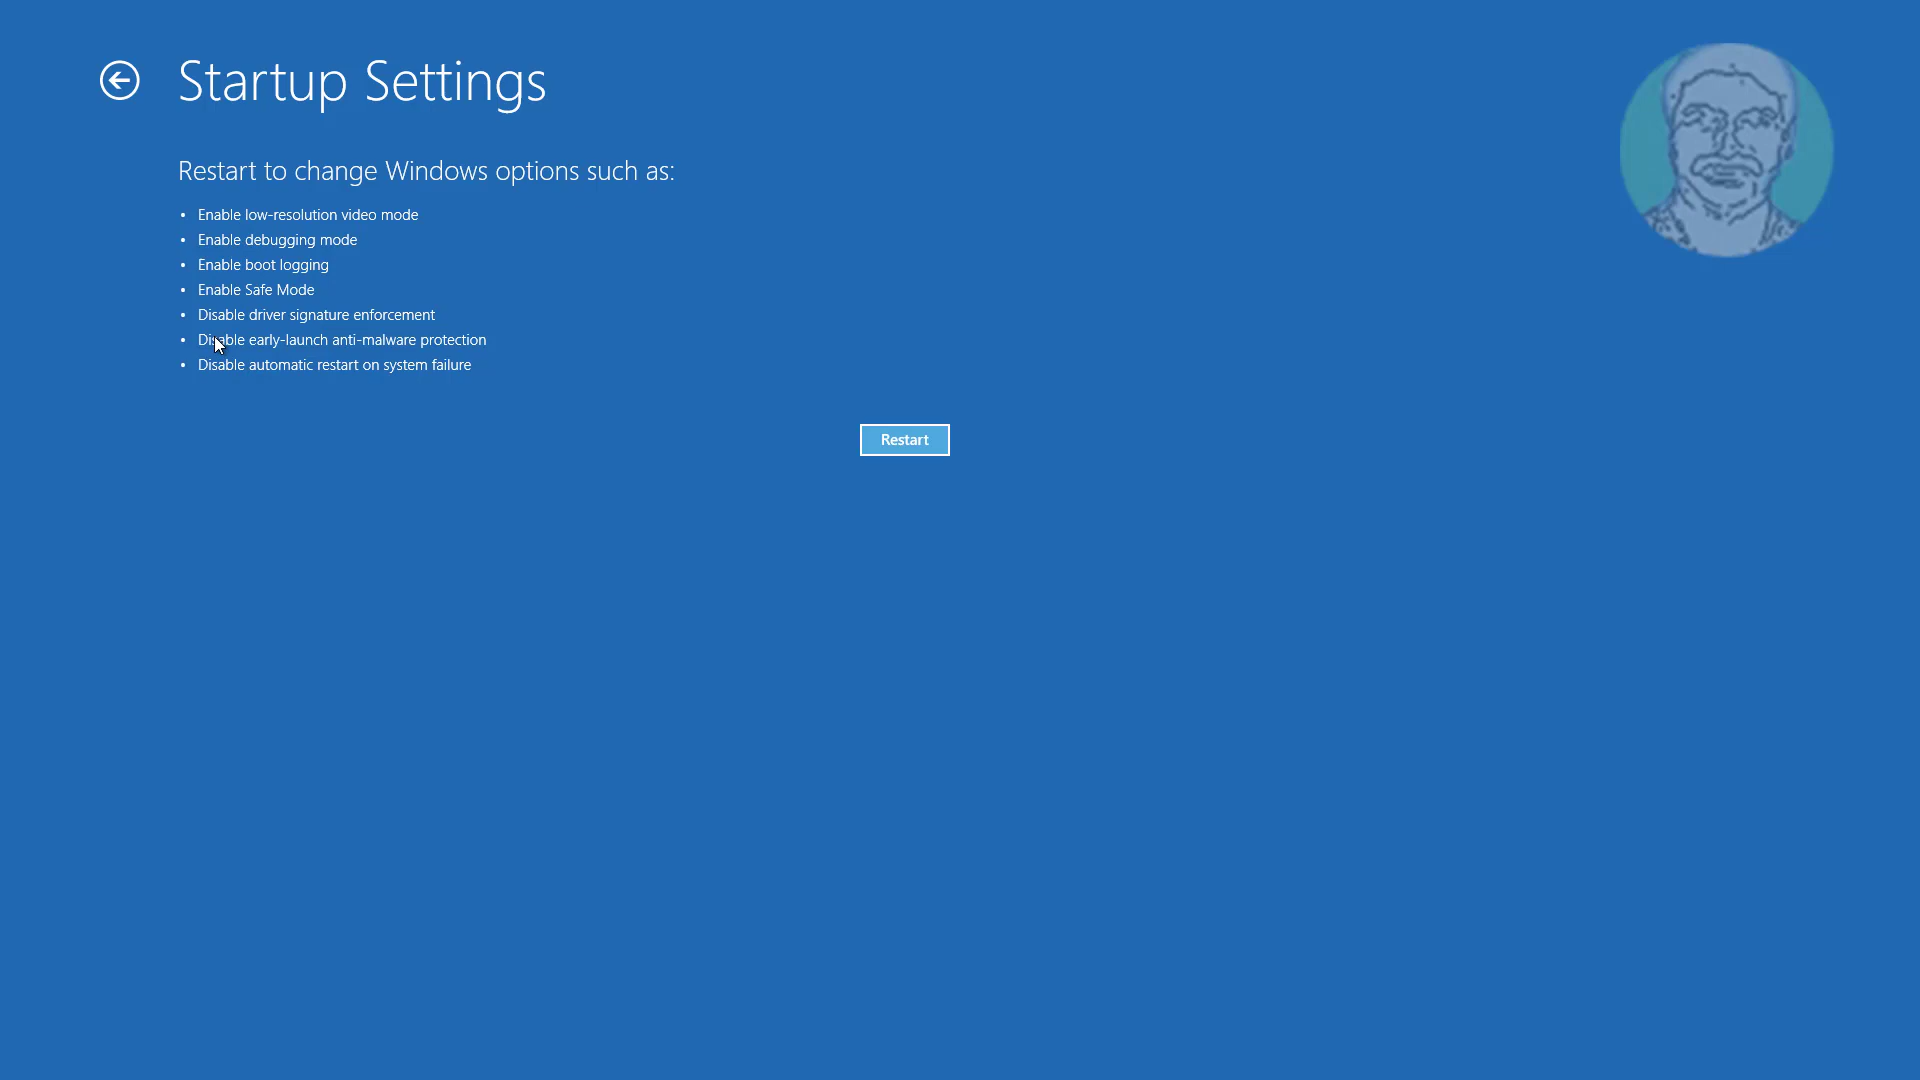 Startup Settings
Restart to change Windows options such as:
• Enable low-resolution video mode
• Enable debugging mode
• Enable boot logging
• Enable Safe Mode
• Disable driver signature enforcement
• Disable early-launch anti-malware protection
• Disable automatic restart on system failure
Restart